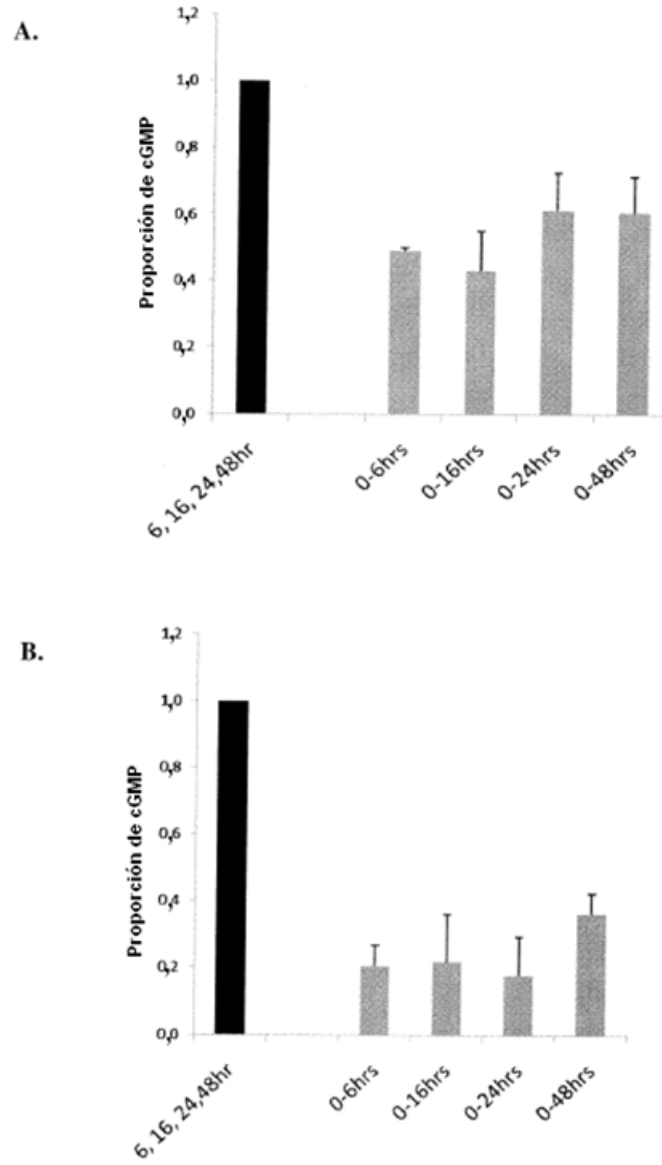 A.
1,2
1,0
0,8
0,6
0,4
0,2
0,0
Proporción de cGMP
6, 16, 24,48hr
0-6hrs
0-16hrs
0-24hrs
0-48hrs
B.
1,2
1,0
0,8
0,6
0,4
0,2
0,0
Proporción de cGMP
6, 16, 24,48hr
0-6hrs
0-16hrs
0-24hrs
0-48hrs